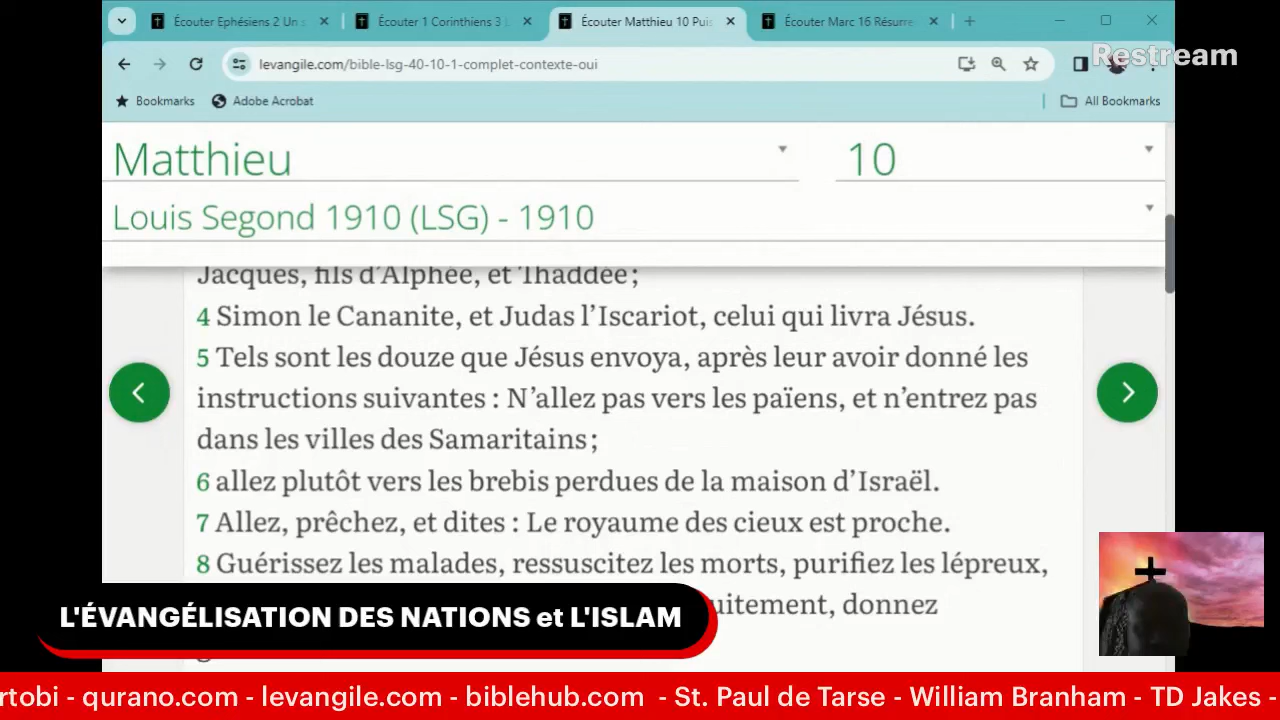 Écouter Ephésiens 2 Un s
Écouter 1 Corinthiens 3 L
Écouter Matthieu 10 Puis
Écouter Marc 16 Résurre
levangile.com/bible-lsg-40-10-1-complet-contexte-oui
Restream
Bookmarks
Adobe Acrobat
All Bookmarks
Matthieu
10
Louis Segond 1910 (LSG) - 1910
Jacques, fils d'Alphée, et Thaddée;
4 Simon le Cananite, et Judas l'Iscariot, celui qui livra Jésus.
5 Tels sont les douze que Jésus envoya, après leur avoir donné les
instructions suivantes : N'allez pas vers les païens, et n'entrez pas
dans les villes des Samaritains;
6 allez plutôt vers les brebis perdues de la maison d'Israël.
7 Allez, prêchez, et dites : Le royaume des cieux est proche.
8 Guérissez les malades, ressuscitez les morts, purifiez les lépreux,
uitement, donnez
L'ÉVANGÉLISATION DES NATIONS et L'ISLAM
rtobi - qurano.com - levangile.com - biblehub.com - St. Paul de Tarse - William Branham - TD Jakes -